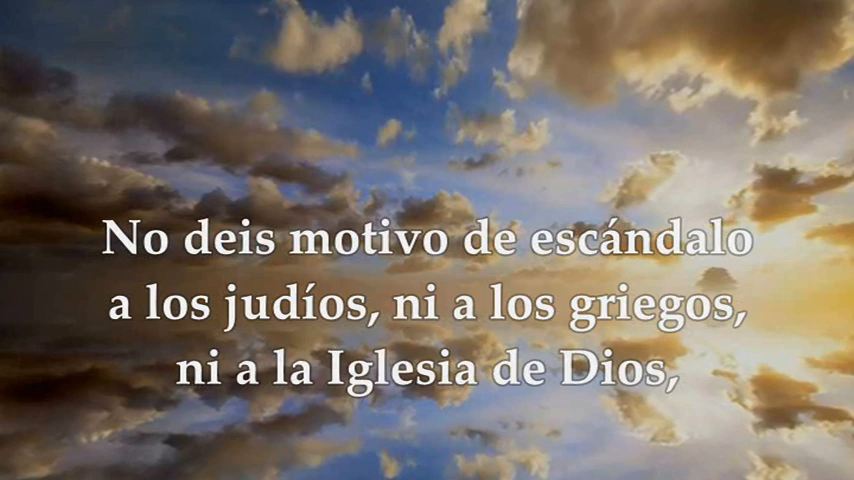 No deis motivo de escándalo
a los judíos, ni a los griegos,
ni a la Iglesia de Dios,